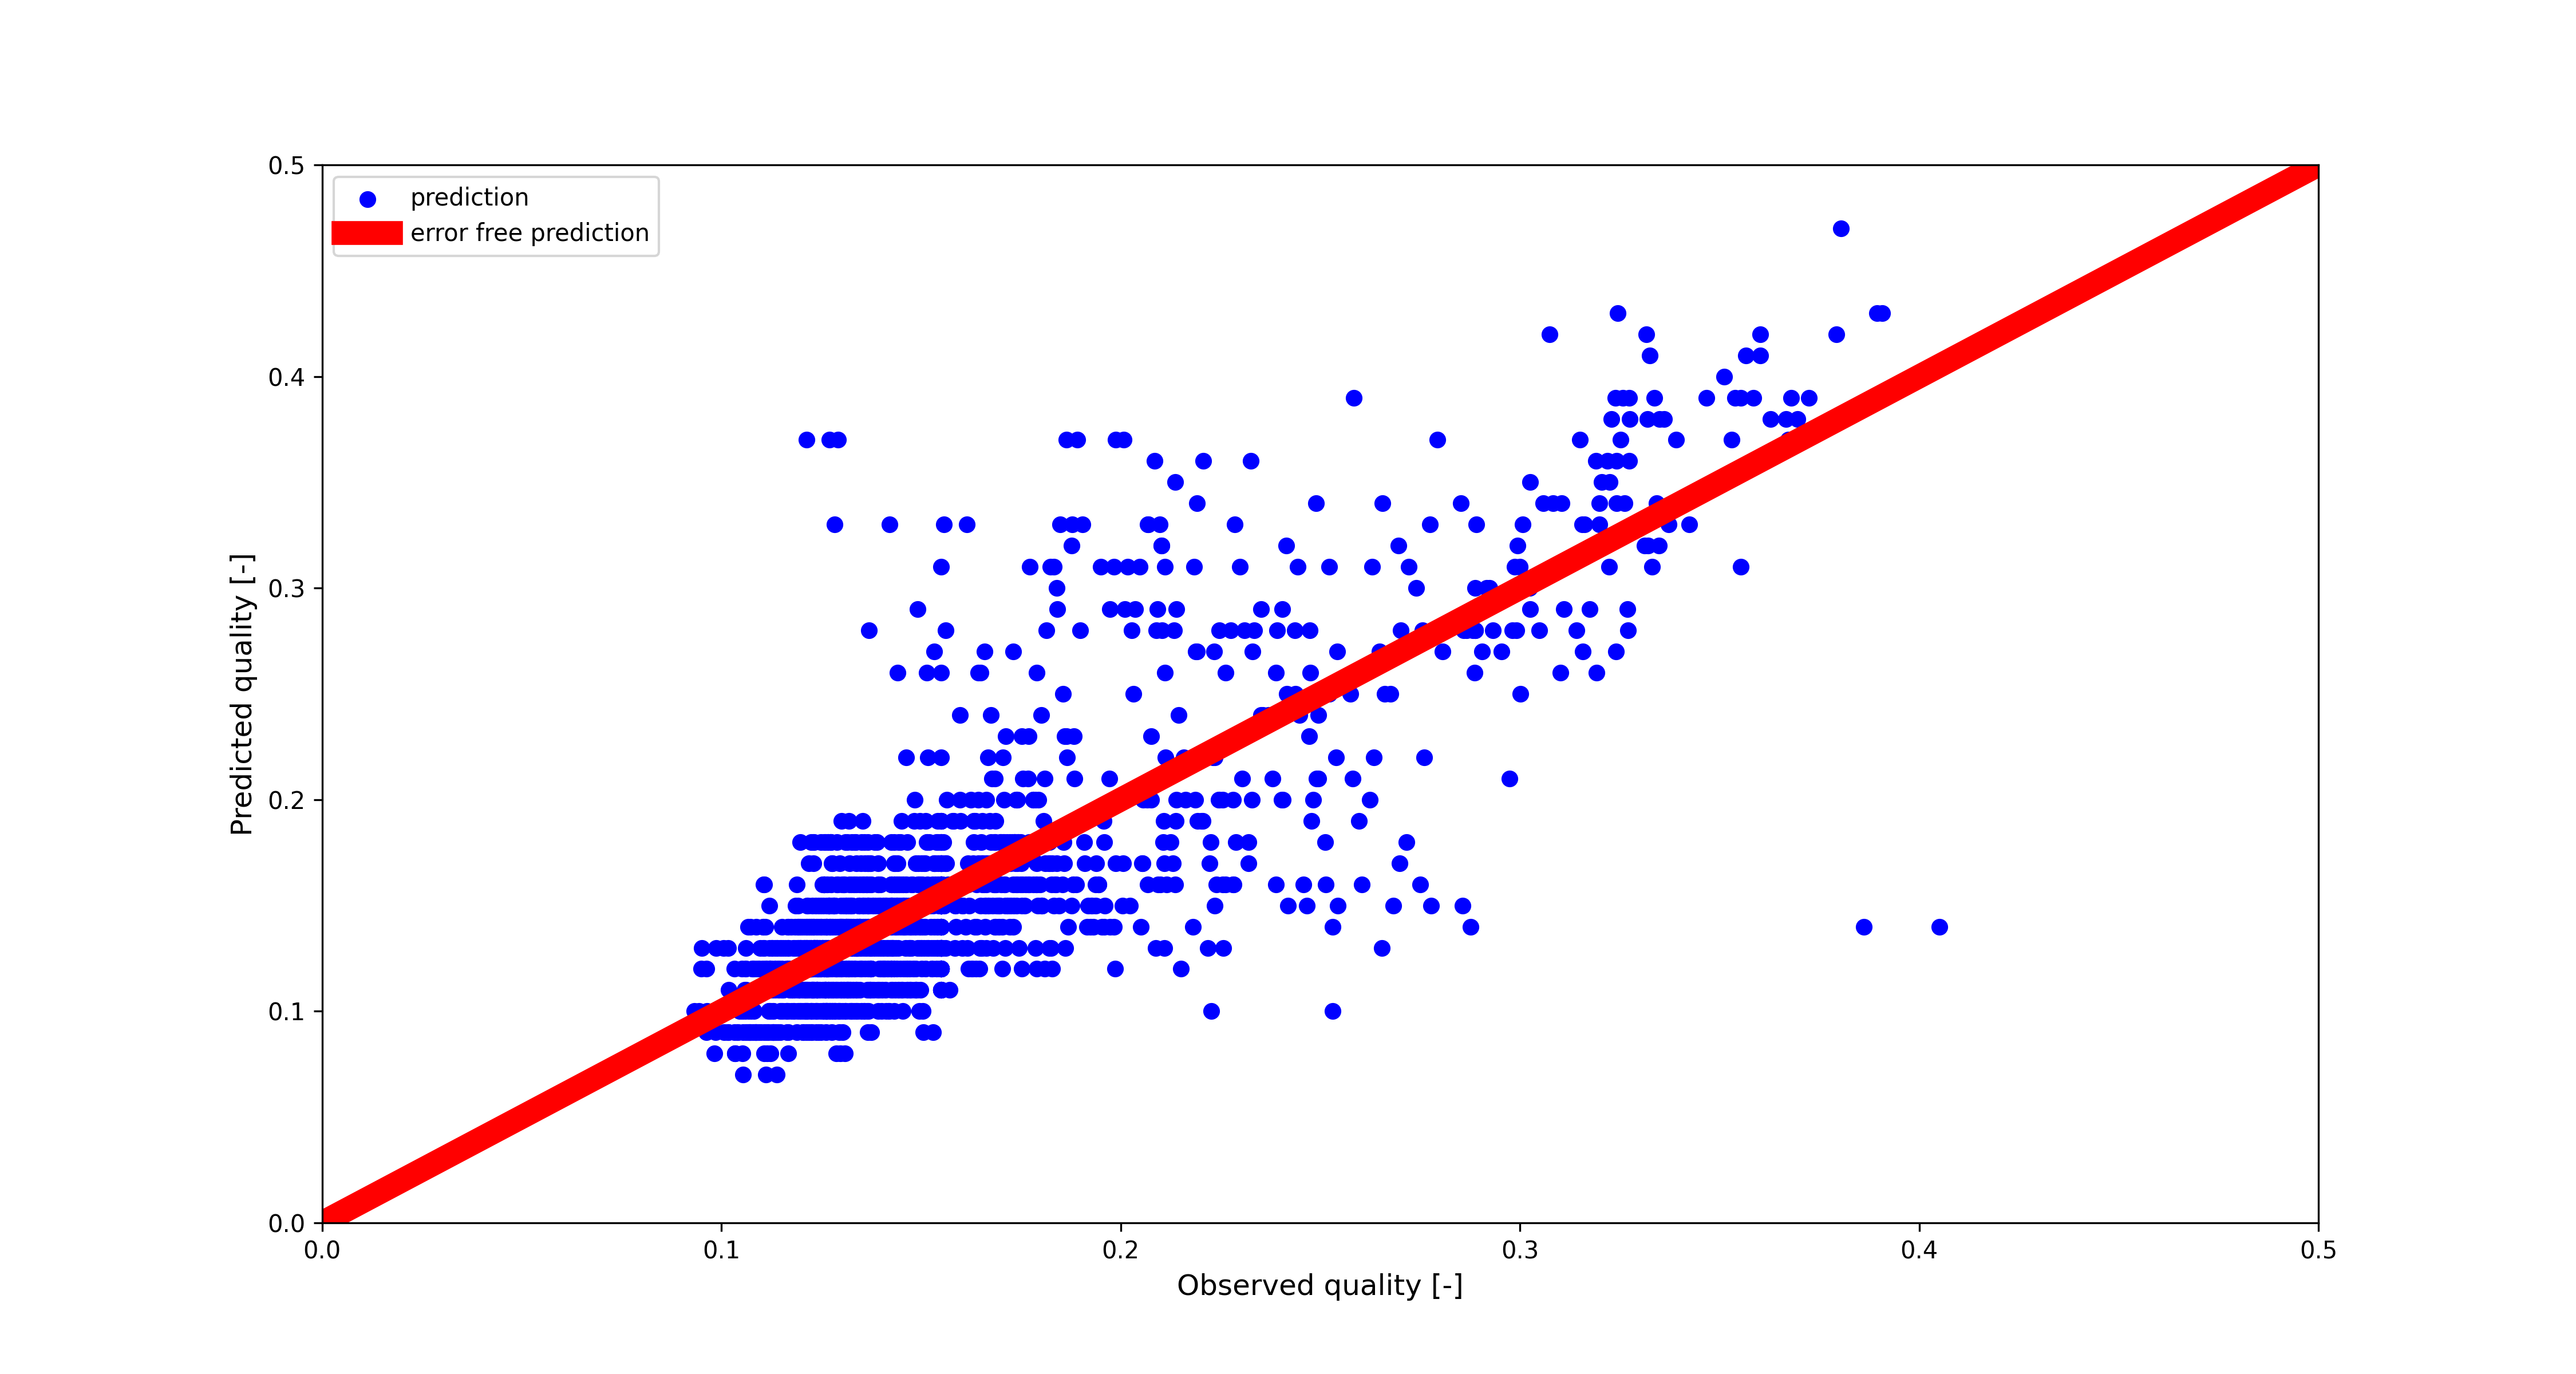 0.5
prediction
error free prediction
0.4
0.3
Predicted quality [-]
0.2
0.1
0.0
0.0 0.1 0.2 0.3 0.4 0.5
Observed quality [-]